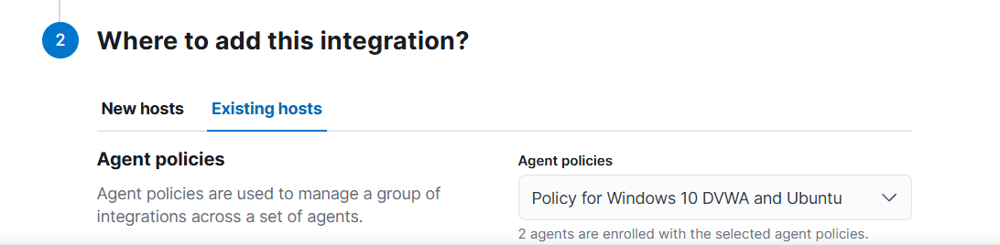 2
Where to add this integration?
New hosts
Existing hosts
Agent policies
Agent policies are used to manage a group of
integrations across a set of agents.
Agent policies
Policy for Windows 10 DVWA and Ubuntu
2 agents are enrolled with the selected agent policies.